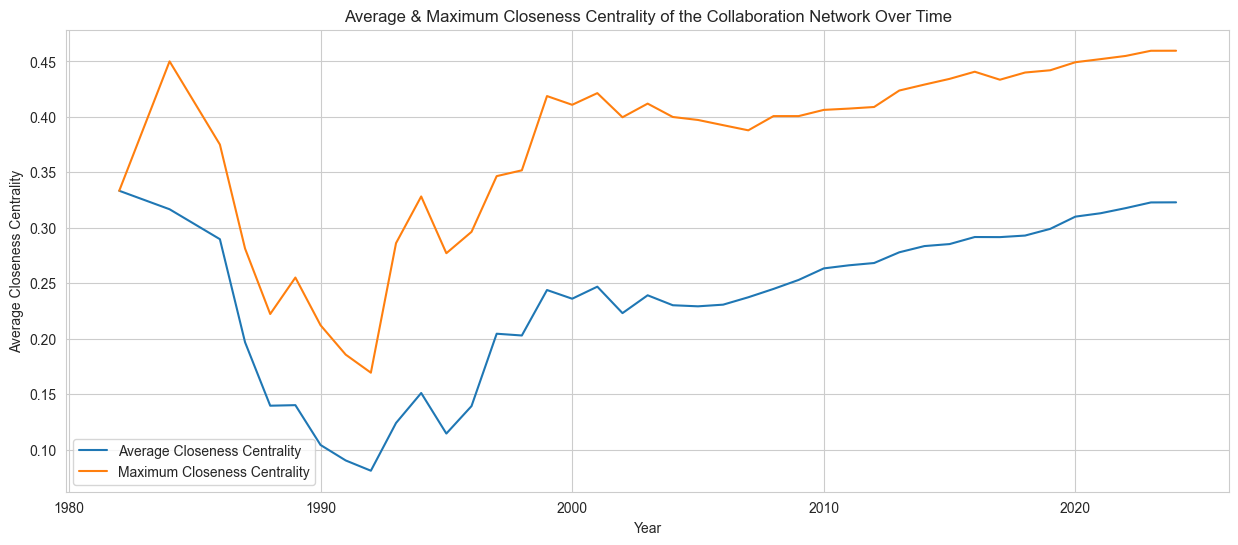 Average & Maximum Closeness Centrality of the Collaboration Network Over Time
Average Closeness Centrality
0.45
0.40
0.35
0.30
0.25
0.20
0.15
0.10
Average Closeness Centrality
Maximum Closeness Centrality
1980
1990
2000
2010
2020
Year